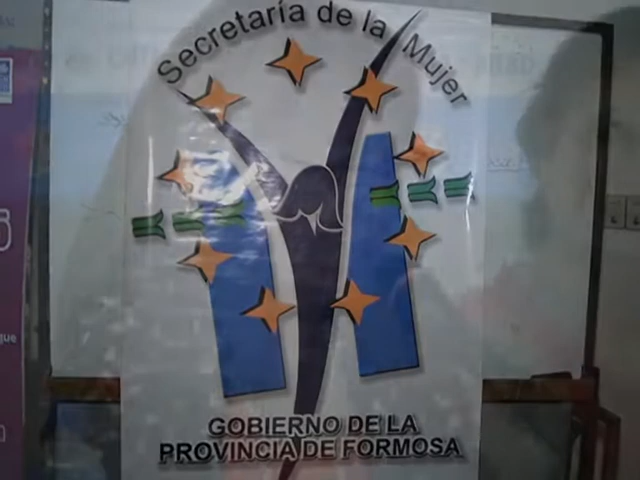 Secretaría de la Mujer
GOBIERNO DE LA
PROVINCIA DE FORMOSA